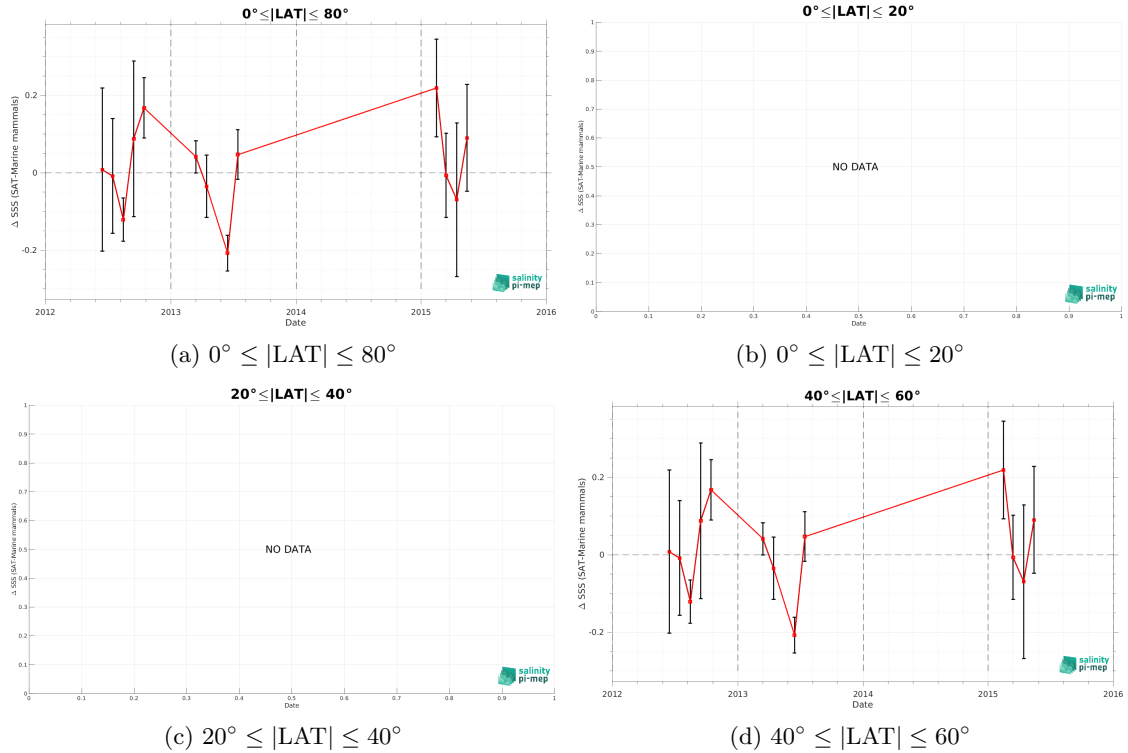 0°≤|LAT|≤ 80°
Δ SSS (SAT-Marine mammals)
0.2
0
-0.2
2012
2013
2014
2015
2016
Date
salinity
pi-mep
(a) 0° ≤ |LAT| ≤ 80°
0°≤|LAT|≤ 20°
Δ SSS (SAT-Marine mammals)
1
0.9
0.8
0.7
0.6
0.5
0.4
0.3
0.2
0.1
0
NO DATA
0
0.1
0.2
0.3
0.4
0.5
0.6
0.7
0.8
0.9
1
Date
salinity
pi-mep
(b) 0° ≤ |LAT| ≤ 20°
20°≤|LAT|≤ 40°
Δ SSS (SAT-Marine mammals)
1
0.9
0.8
0.7
0.6
0.5
0.4
0.3
0.2
0.1
0
NO DATA
0
0.1
0.2
0.3
0.4
0.5
0.6
0.7
0.8
0.9
1
Date
salinity
pi-mep
(c) 20° ≤ |LAT| ≤ 40°
40°≤|LAT|≤ 60°
Δ SSS (SAT-Marine mammals)
0.2
0
-0.2
2012
2013
2014
2015
2016
Date
salinity
pi-mep
(d) 40° ≤ |LAT| ≤ 60°